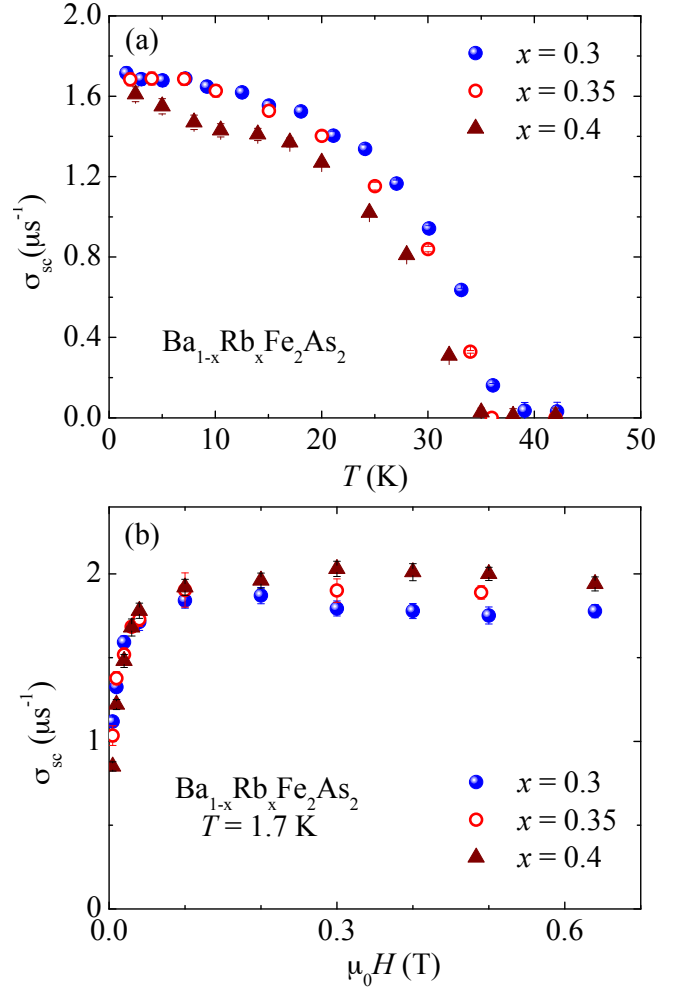 (a)
x = 0.3
x = 0.35
x = 0.4
2.0
1.6
1.2
0.8
0.4
0.0
σsc(μs-1)
Ba1-xRbxFe2As2
0 10 20 30 40 50
T (K)
(b)
2
1
0
σsc (μs-1)
Ba1-xRbxFe2As2
T = 1.7 K
x = 0.3
x = 0.35
x = 0.4
0.0 0.3 0.6
μ0H (T)